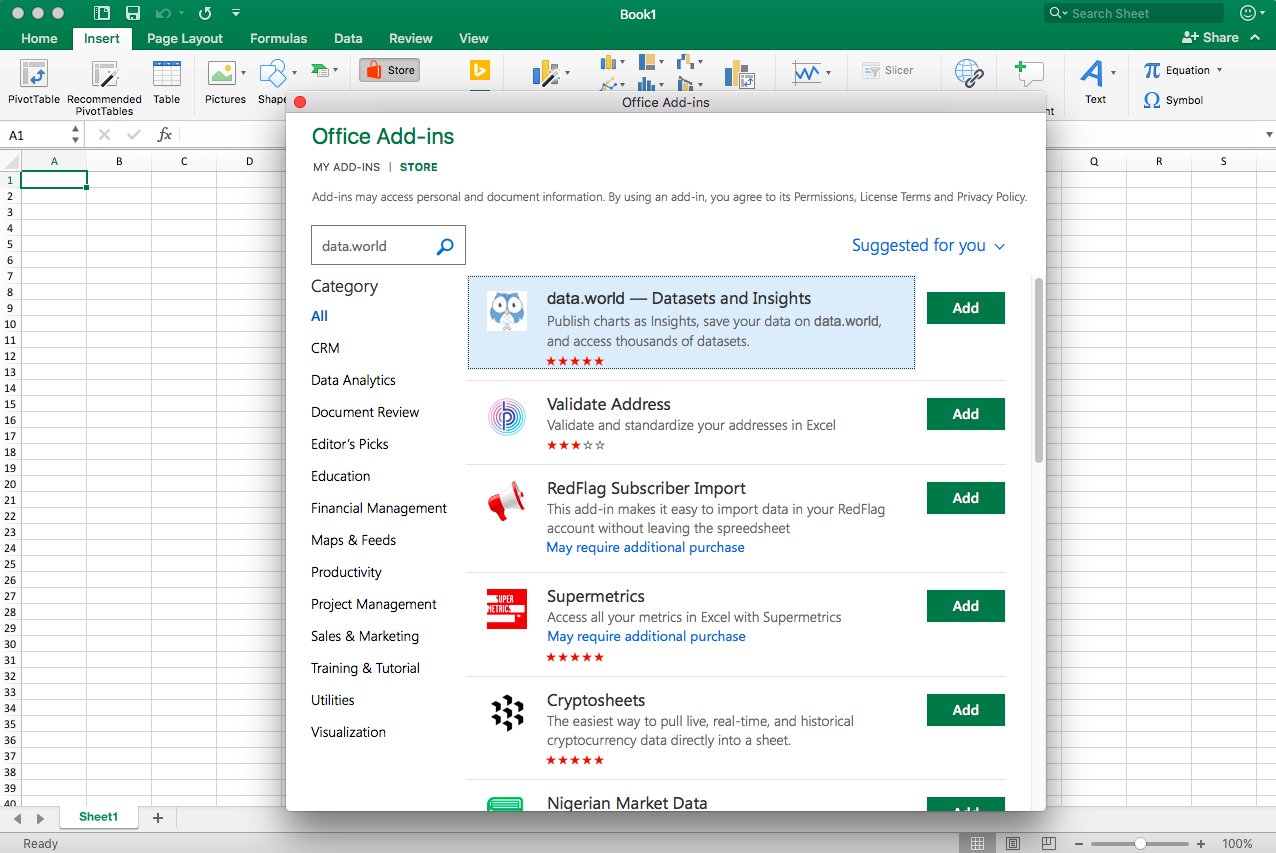 Book1
Search Sheet
Home Insert Page Layout Formulas Data Review View
Share
PivotTable
Recommended
PivotTables
Table
Pictures
Shape
Store
Slicer
Text
Equation
Symbol
nt
A1
fx
Office Add-ins
Office Add-ins
MY ADD-INS | STORE
Add-ins may access personal and document information. By using an add-in, you agree to its Permissions, License Terms and Privacy Policy.
data.world
Suggested for you
Category
All
CRM
Data Analytics
Document Review
Editor's Picks
Education
Financial Management
Maps & Feeds
Productivity
Project Management
Sales & Marketing
Training & Tutorial
Utilities
Visualization
data.world — Datasets and Insights
Publish charts as Insights, save your data on data.world,
and access thousands of datasets.
Add
Validate Address
Validate and standardize your addresses in Excel
Add
RedFlag Subscriber Import
This add-in makes it easy to import data in your RedFlag
account without leaving the spreedsheet
May require additional purchase
Add
SUPER
METRICS
Supermetrics
Access all your metrics in Excel with Supermetrics
May require additional purchase
Add
Cryptosheets
The easiest way to pull live, real-time, and historical
cryptocurrency data directly into a sheet.
Add
Nigerian Market Data
Add
A B C D Q R S
1
2
3
4
5
6
7
8
9
10
11
12
13
14
15
16
17
18
19
20
21
22
23
24
25
26
27
28
29
30
31
32
33
34
35
36
37
38
39
40
Sheet1
Ready
100%